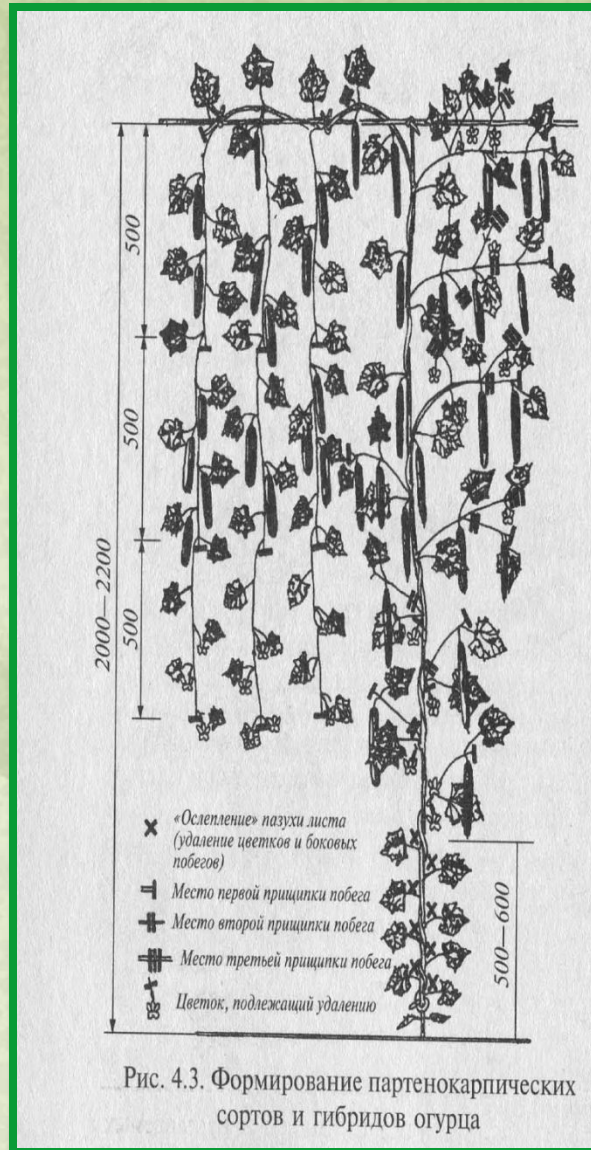 500
500
500
2000—2200
«Ослепление» пазухи листа
(удаление цветков и боковых
побегов)
Место первой прищипки побега
Место второй прищипки побега
Место третьей прищипки побега
Цветок, подлежащий удалению
500—600
Рис. 4.3. Формирование партенокарпических
сортов и гибридов огурца